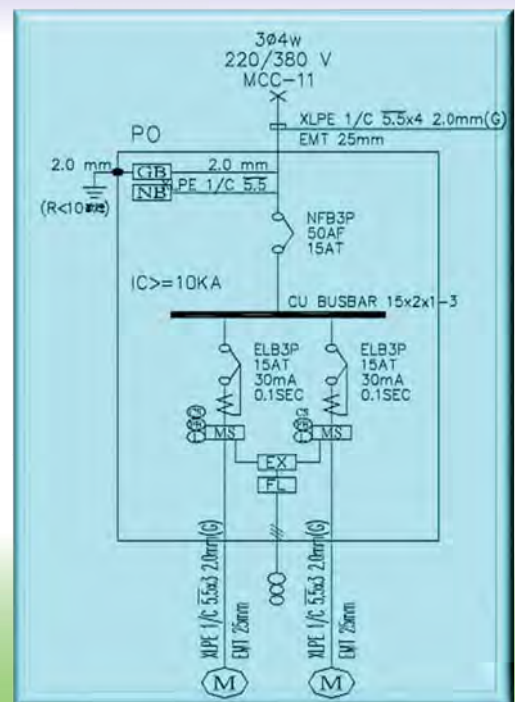 3ø4w
220/380 V
MCC-11
XLPE 1/C 5.5x4 2.0mm(G)
EMT 25mm
PO
2.0 mm
GB
2.0 mm
NB
XLPE 1/C 5.5
(R<10
NFB3P
50AF
15AT
IC>=10KA
CU BUSBAR 15x2x1-3
ELB3P
15AT
30mA
0.1SEC
ELB3P
15AT
30mA
0.1SEC
MS
MS
EX
FL
XLPE 1/C 5.5x3 2.0mm(G)
EMT 25mm
XLPE 1/C 5.5x3 2.0mm(G)
EMT 25mm
M
M